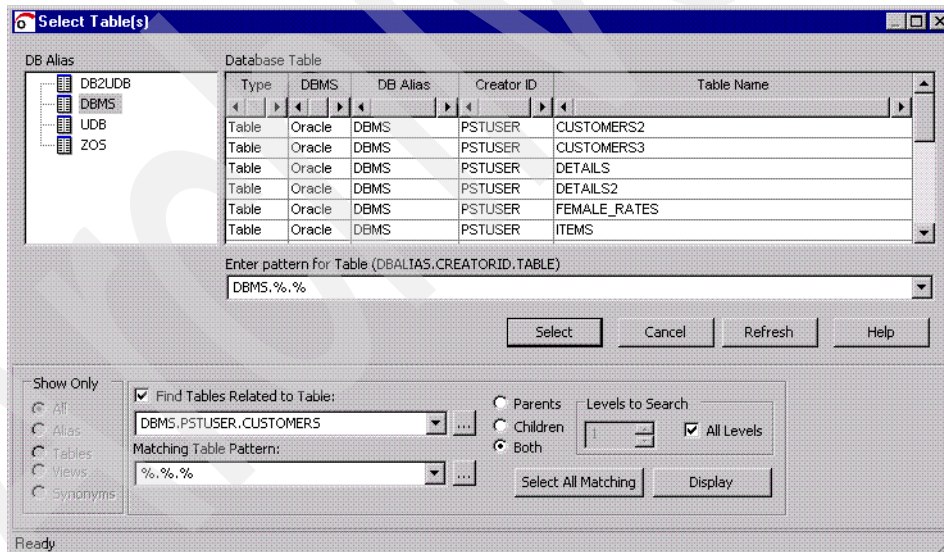 Select Table(s)
DB Alias
DB2UDB
DBMS
UDB
ZOS
Database Table
Type DBMS DB Alias Creator ID Table Name
Table Oracle DBMS PSTUSER CUSTOMERS2
Table Oracle DBMS PSTUSER CUSTOMERS3
Table Oracle DBMS PSTUSER DETAILS
Table Oracle DBMS PSTUSER DETAILS2
Table Oracle DBMS PSTUSER FEMALE_RATES
Table Oracle DBMS PSTUSER ITEMS
Enter pattern for Table (DBALIAS.CREATORID.TABLE)
DBMS.%.%
Select Cancel Refresh Help
Show Only
All
Alias
Tables
Views
Synonyms
Find Tables Related to Table:
DBMS.PSTUSER.CUSTOMERS ...
Matching Table Pattern:
%.%.% ...
Parents
Children
Both
Levels to Search
1 All Levels
Select All Matching Display
Ready